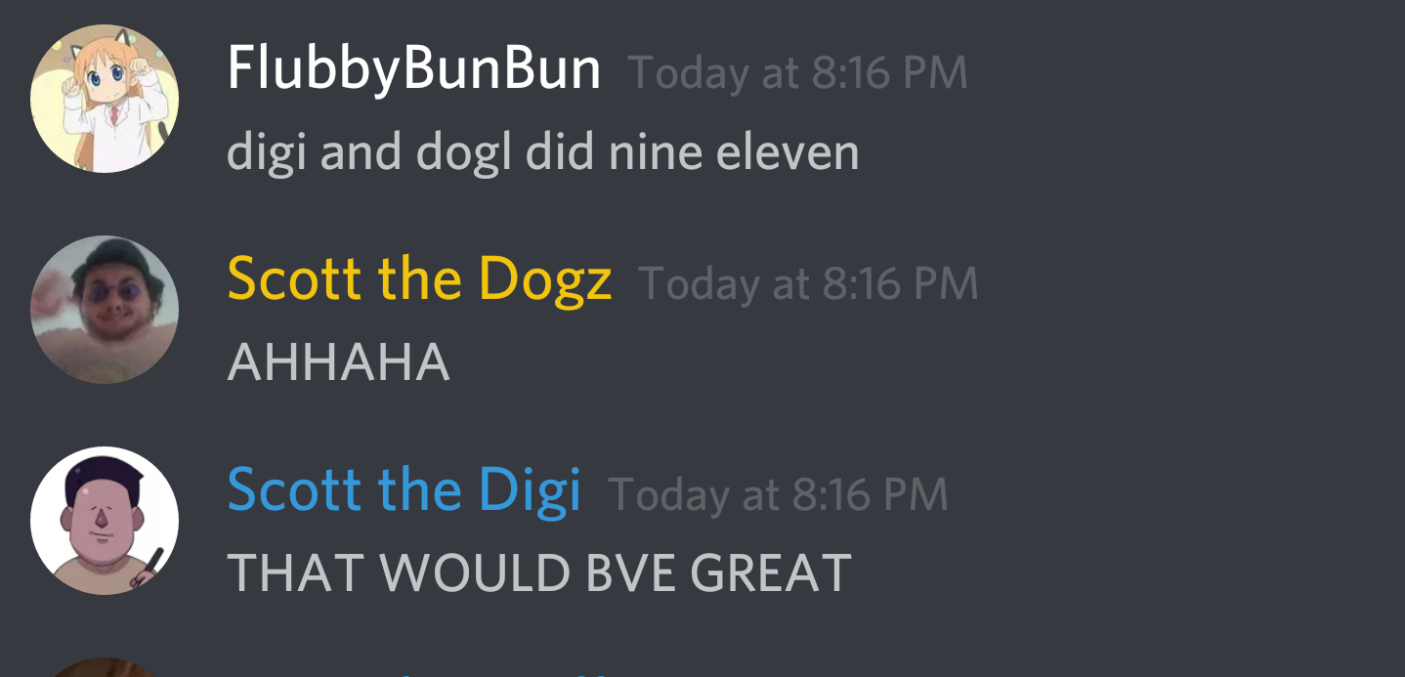 FlubbyBunBun Today at 8:16 PM
digi and dogl did nine eleven
Scott the Dogz Today at 8:16 PM
AHHAHA
Scott the Digi Today at 8:16 PM
THAT WOULD BVE GREAT